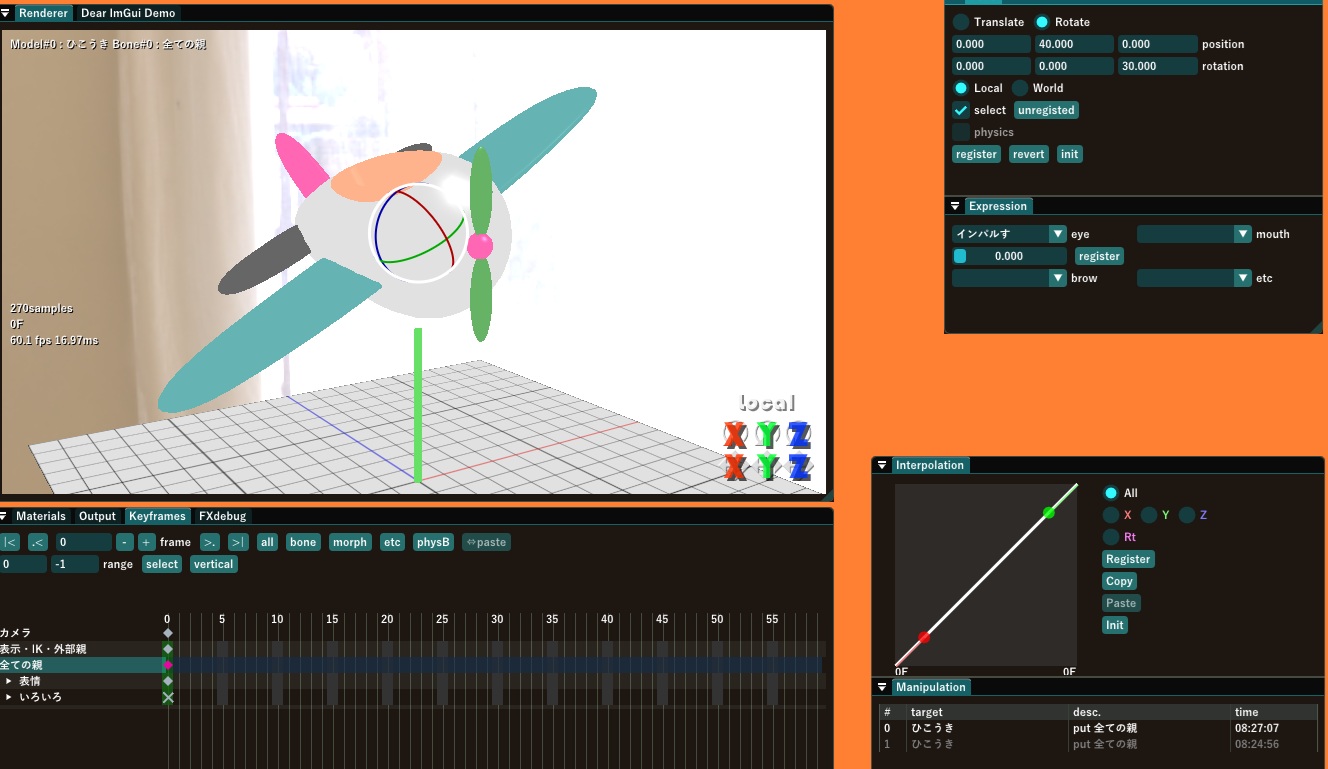 Renderer Dear ImGui Demo
Model#0 : ひこうき Bone#0 : 全ての親
270samples
0F
60.1 fps 16.97ms
local
X Y Z
X Y Z
Translate Rotate
0.000 40.000 0.000 position
0.000 0.000 30.000 rotation
Local World
select unregisted
physics
register revert init
Expression
インバルす eye mouth
0.000 register
brow etc
Materials Output Keyframes FXdebug
|< .< 0 - + frame >. >| all bone morph etc physB ⇔paste
0 -1 range select vertical
0 5 10 15 20 25 30 35 40 45 50 55
カメラ
表示・IK・外部親
全ての親
表情
いろいろ
Interpolation
All
X Y Z
Rt
Register
Copy
Paste
Init
0F 0F
Manipulation
# target desc. time
0 ひこうき put 全ての親 08:27:07
1 ひこうき put 全ての親 08:24:56